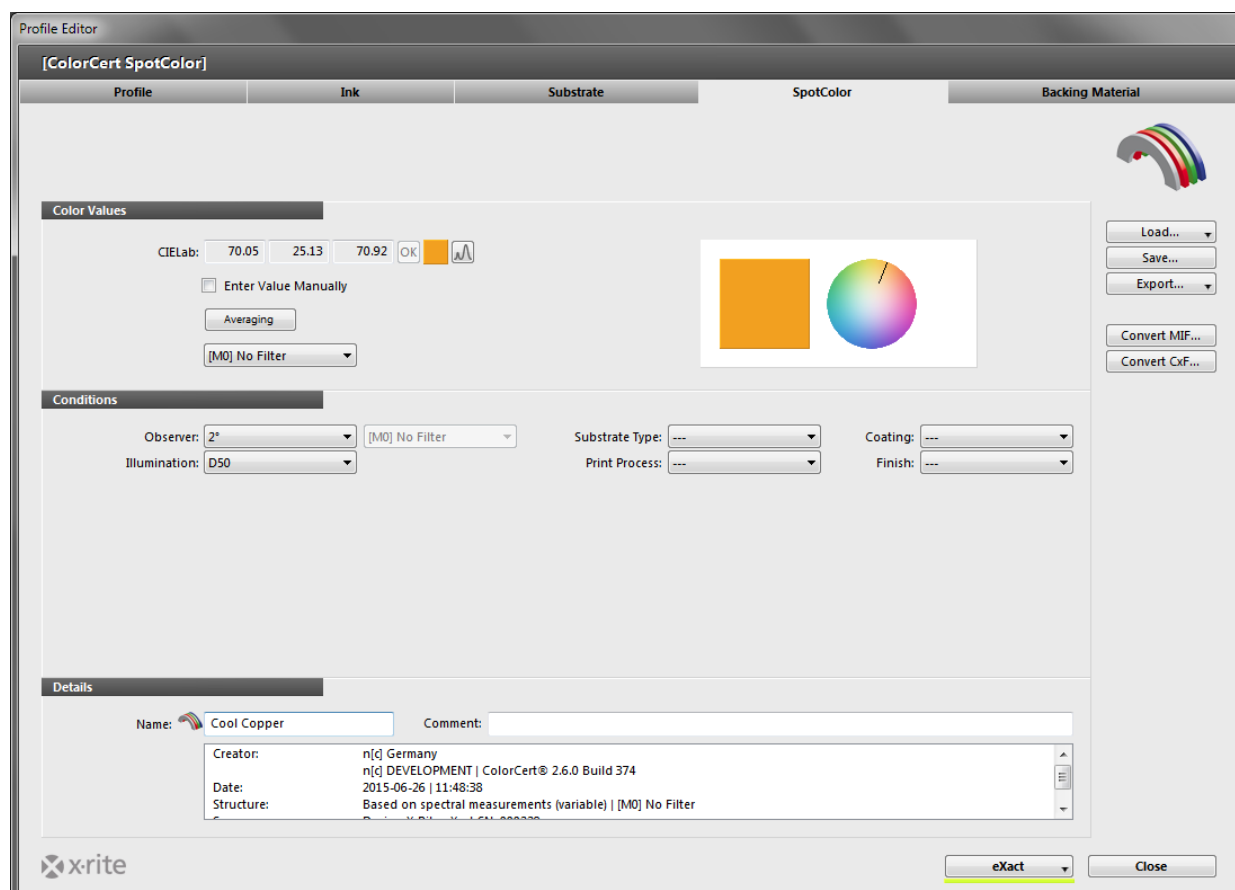 Profile Editor
[ColorCert SpotColor]
Profile Ink Substrate SpotColor Backing Material
Color Values
CIELab: 70.05 25.13 70.92 OK
Enter Value Manually
Averaging
[M0] No Filter
Load...
Save...
Export...
Convert MIF...
Convert CxF...
Conditions
Observer: 2° [M0] No Filter Substrate Type: --- Coating: ---
Illumination: D50 Print Process: --- Finish: ---
Details
Name: Cool Copper Comment:
Creator: n[c] Germany
n[c] DEVELOPMENT | ColorCert® 2.6.0 Build 374
Date: 2015-06-26 | 11:48:38
Structure: Based on spectral measurements (variable) | [M0] No Filter
x·rite eXact Close